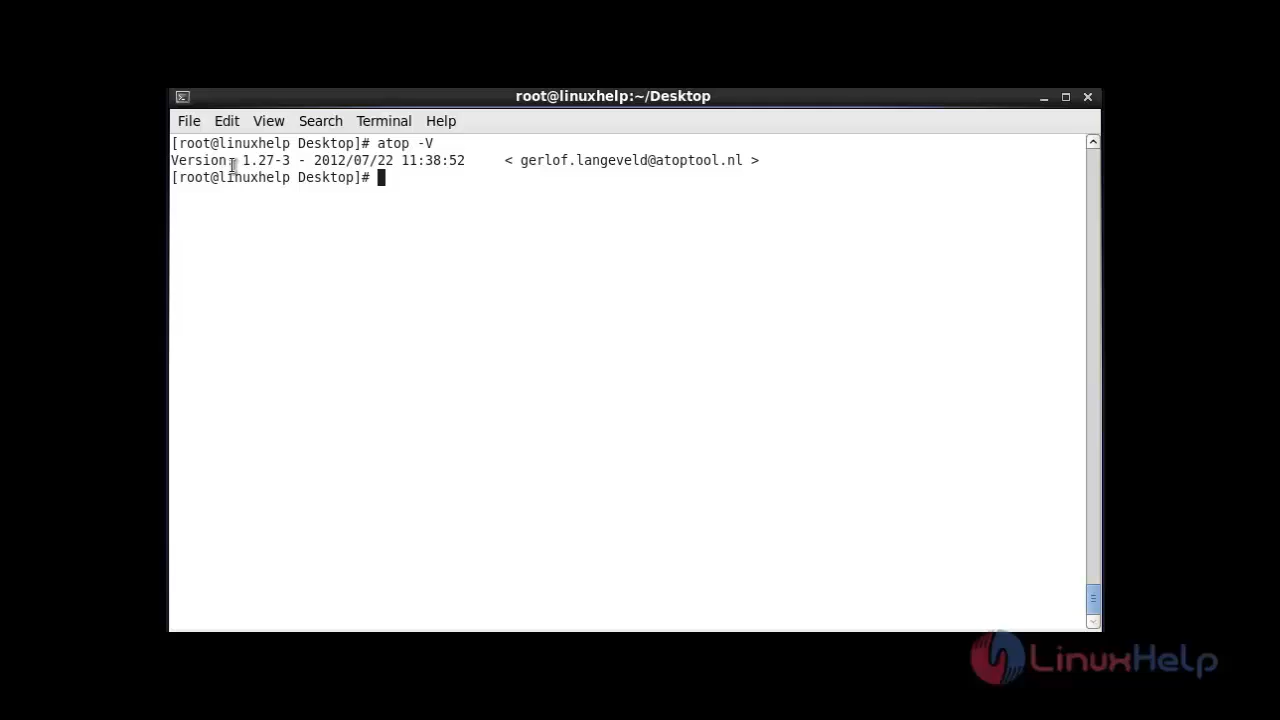 root@linuxhelp:~/Desktop
File Edit View Search Terminal Help
[root@linuxhelp Desktop]# atop -V
Version: 1.27-3 - 2012/07/22 11:38:52     < gerlof.langeveld@atoptool.nl >
[root@linuxhelp Desktop]#
LinuxHelp